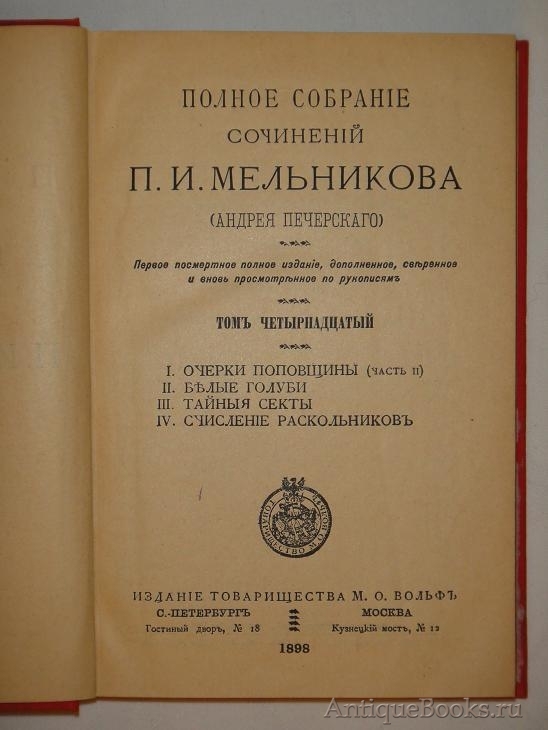 ПОЛНОЕ СОБРАНІЕ
СОЧИНЕНІЙ
П. И. МЕЛЬНИКОВА
(АНДРЕЯ ПЕЧЕРСКАГО)
Первое посмертное полное изданіе, дополненное, свѣренное
и вновь просмотрѣнное по рукописямъ
ТОМЪ ЧЕТЫРНАДЦАТЫЙ
I. ОЧЕРКИ ПОПОВЩИНЫ (ЧАСТЬ II)
II. БѢЛЫЕ ГОЛУБИ
III. ТАЙНЫЯ СЕКТЫ
IV. СЧИСЛЕНІЕ РАСКОЛЬНИКОВЪ
ТОВАРИЩЕСТВО М. О. ВОЛЬФЪ
ИЗДАНІЕ ТОВАРИЩЕСТВА М. О. ВОЛЬФЪ
С.-ПЕТЕРБУРГЪ МОСКВА
Гостиный дворъ, № 18 Кузнецкій мостъ, № 12
1898
AntiqueBooks.ru